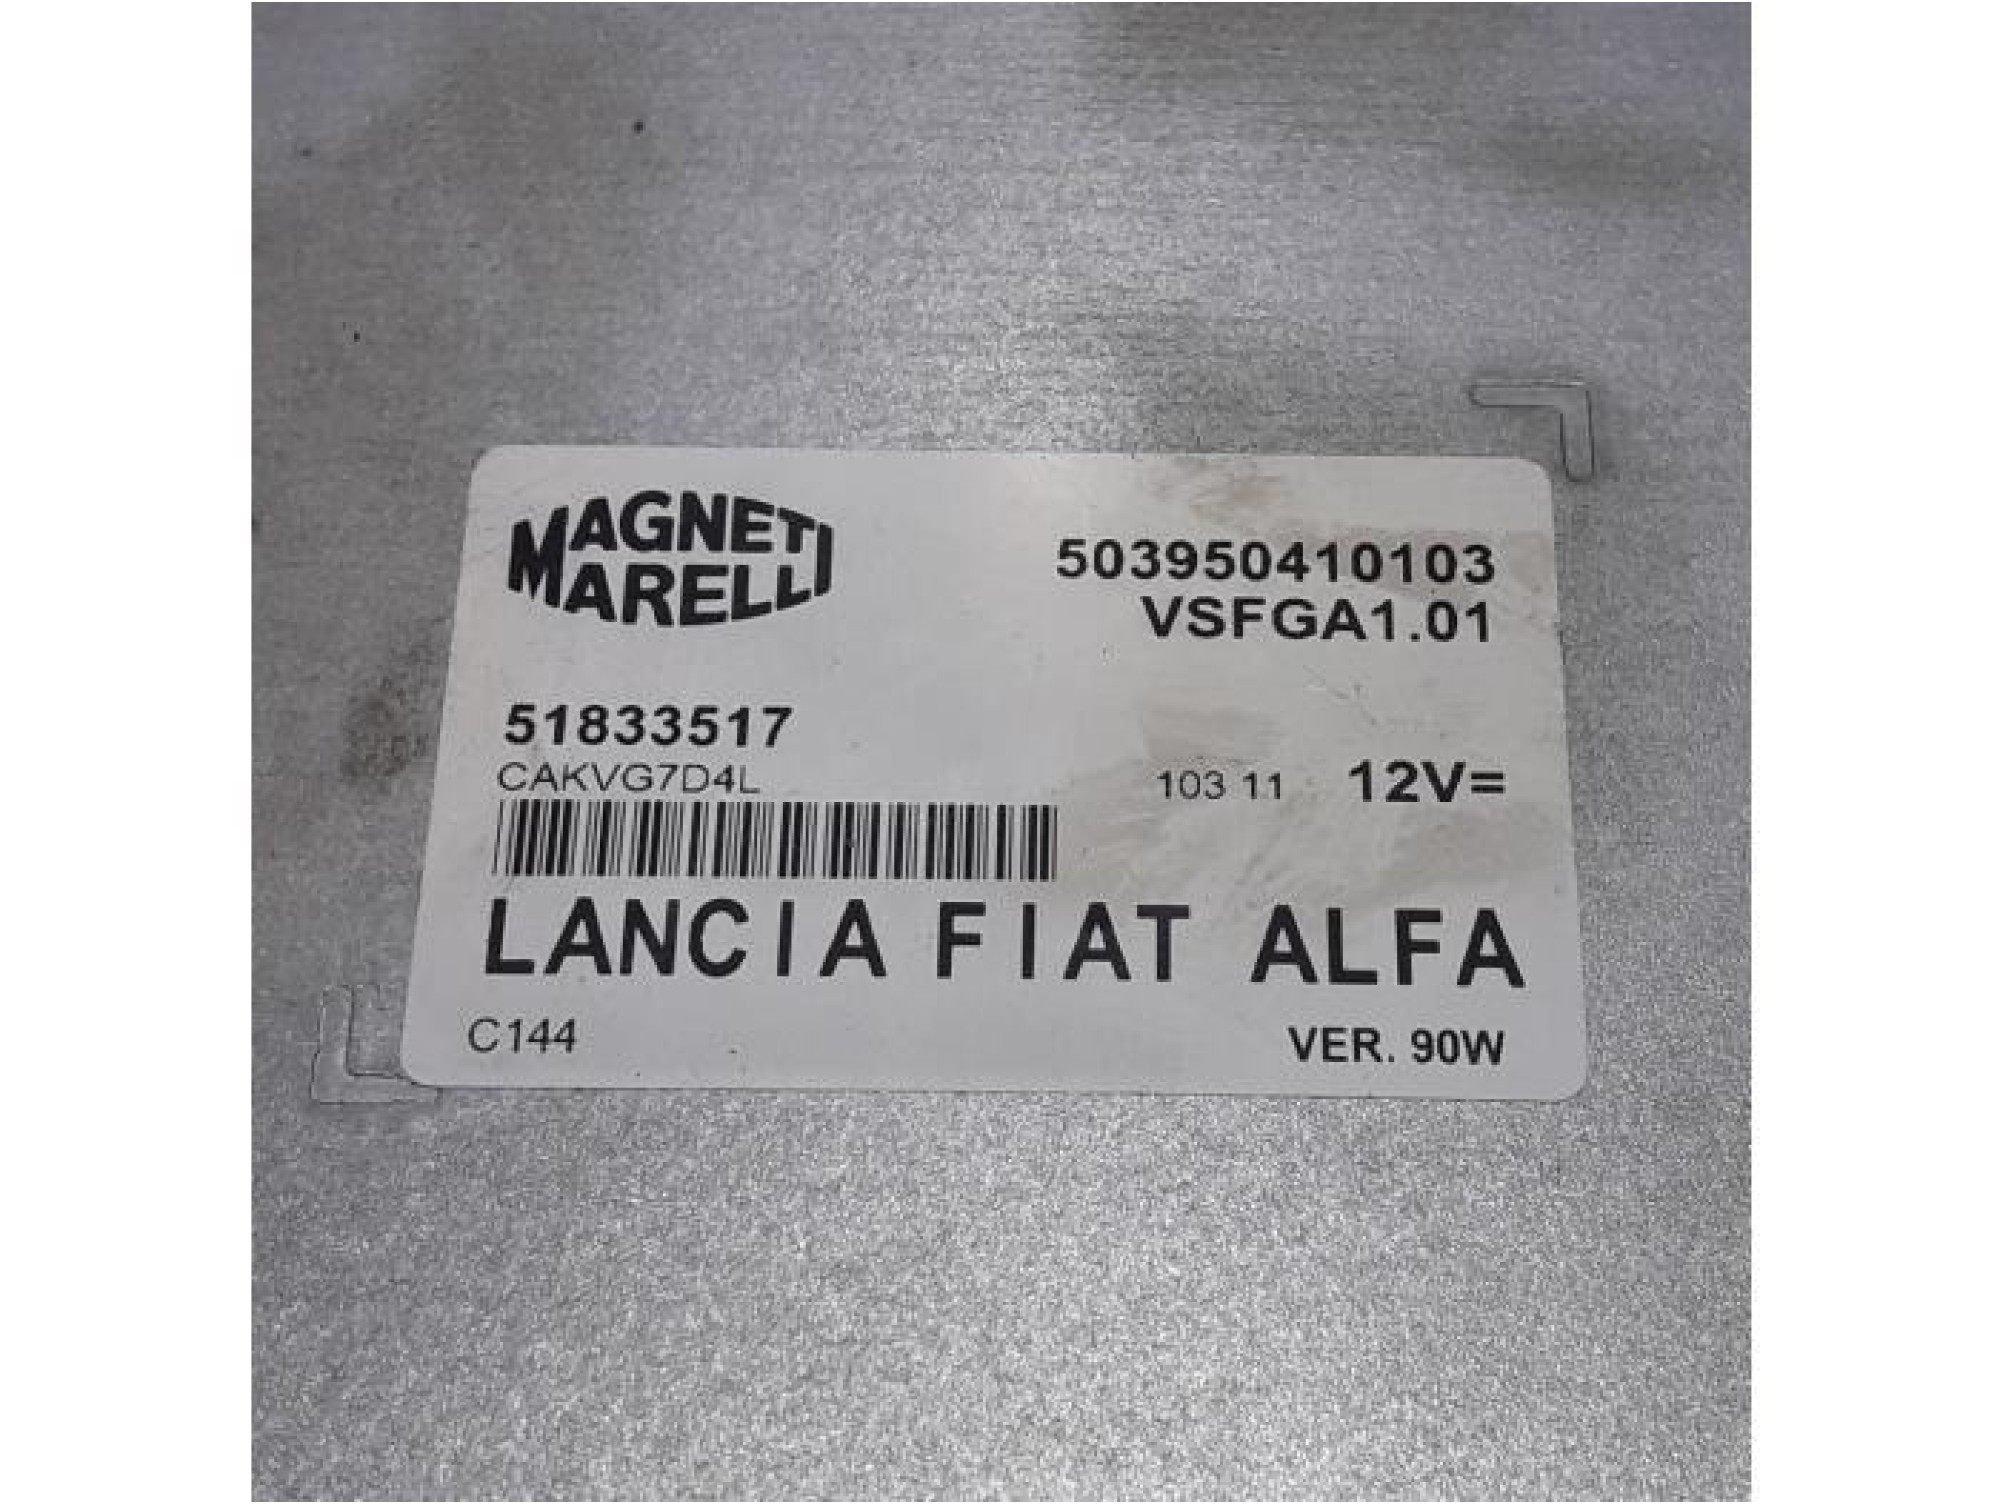 MAGNETI
MARELLI
503950410103
VSFGA1.01
51833517
CAKVG7D4L
103 11 12V=
LANCIA FIAT ALFA
C144 VER. 90W